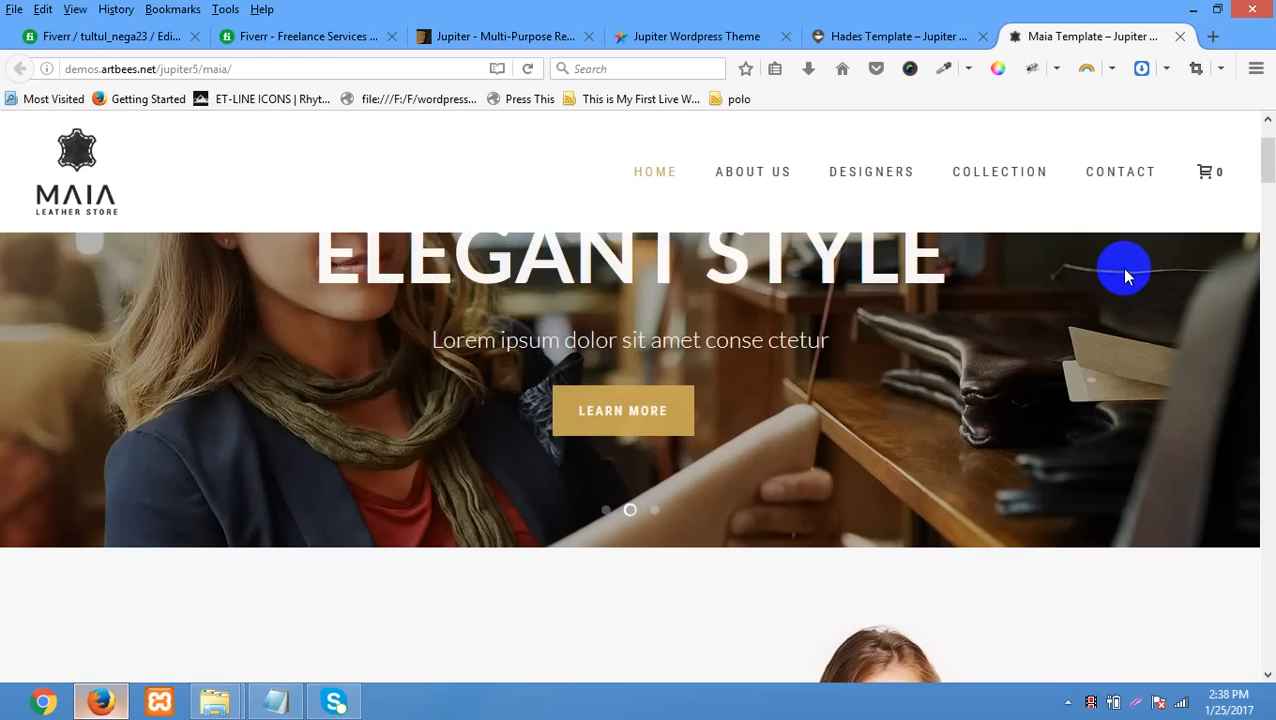 File Edit View History Bookmarks Tools Help
Fiverr / tultul_nega23 / Edi...
Fiverr - Freelance Services ...
Jupiter - Multi-Purpose Re...
Jupiter Wordpress Theme
Hades Template – Jupiter ...
Maia Template – Jupiter ...
demos.artbees.net/jupiter5/maia/
Search
Most Visited
Getting Started
ET-LINE ICONS | Rhyt...
file:///F:/F/wordpress...
Press This
This is My First Live W...
polo
MAIA
LEATHER STORE
HOME
ABOUT US
DESIGNERS
COLLECTION
CONTACT
0
ELEGANT STYLE
Lorem ipsum dolor sit amet conse ctetur
LEARN MORE
2:38 PM
1/25/2017